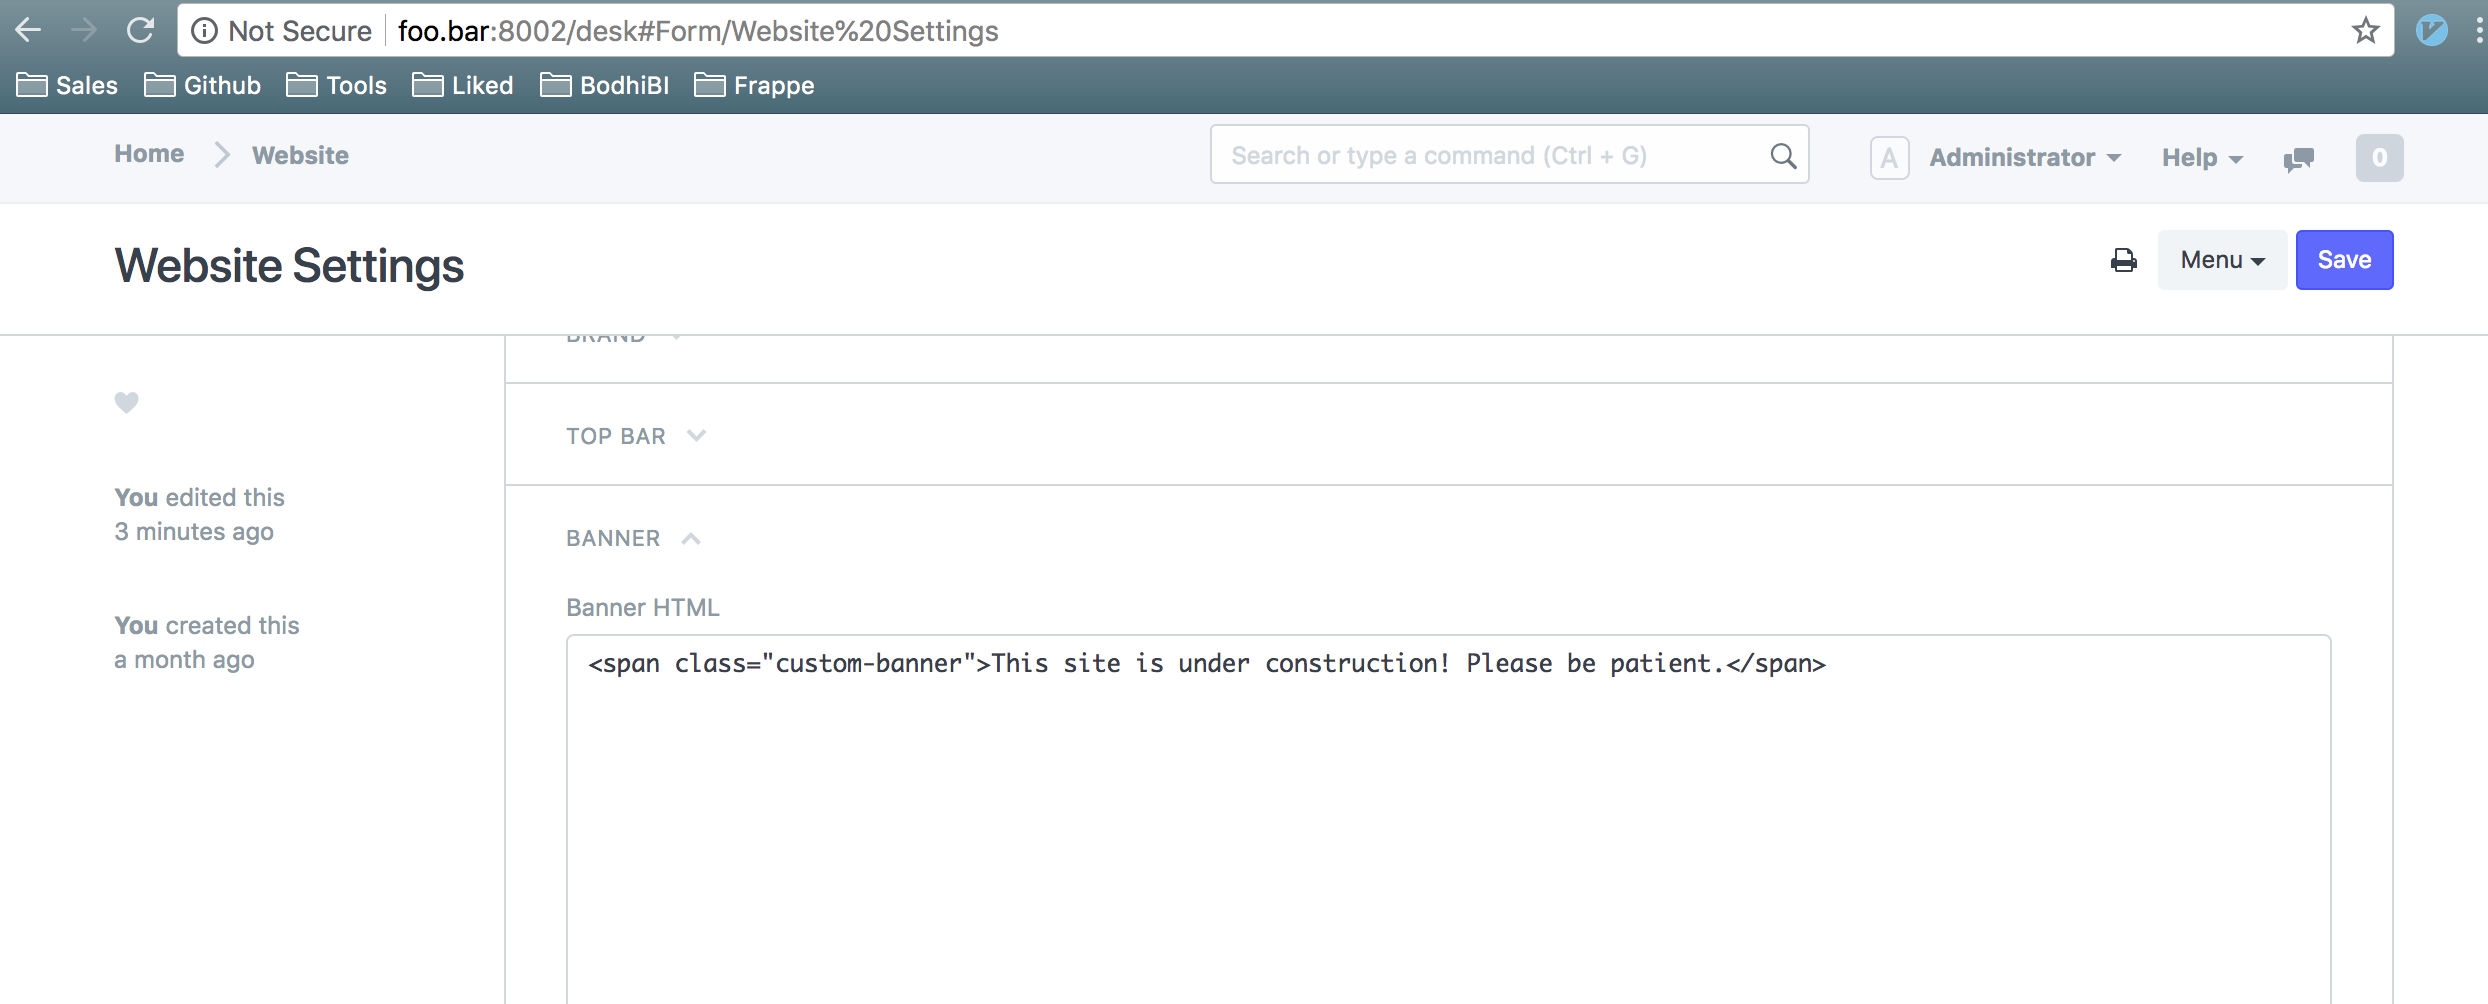 Not Secure foo.bar:8002/desk#Form/Website%20Settings
Sales Github Tools Liked BodhiBI Frappe
Home Website Search or type a command (Ctrl + G) A Administrator Help 0
Website Settings Menu Save
BRAND
TOP BAR
You edited this
3 minutes ago
BANNER
Banner HTML
You created this
a month ago
<span class="custom-banner">This site is under construction! Please be patient.</span>